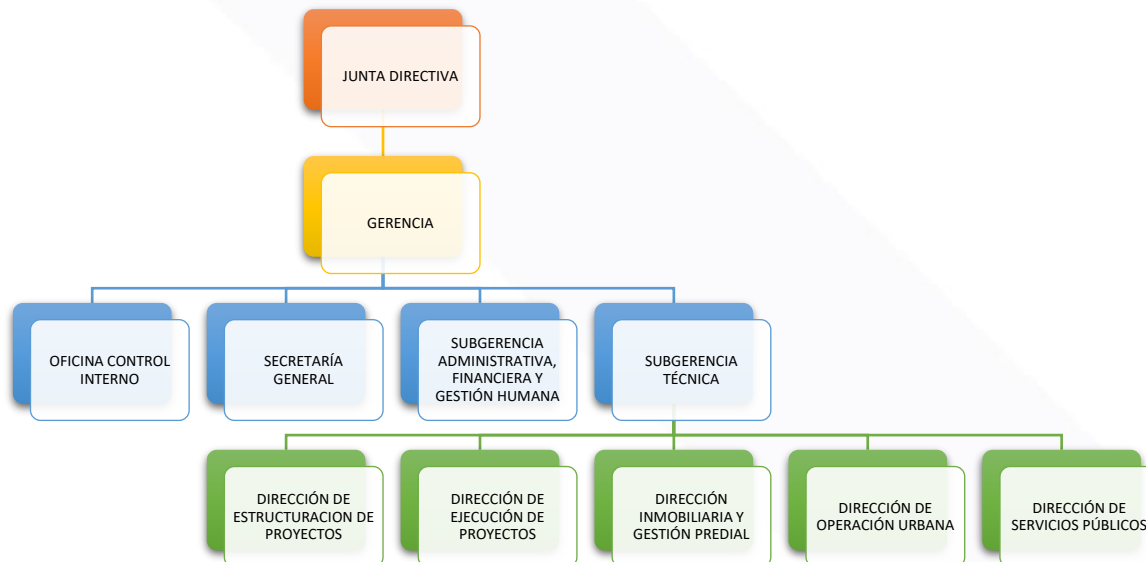 JUNTA DIRECTIVA
GERENCIA
OFICINA CONTROL
INTERNO
SECRETARÍA
GENERAL
SUBGERENCIA
ADMINISTRATIVA,
FINANCIERA Y
GESTIÓN HUMANA
SUBGERENCIA
TÉCNICA
DIRECCIÓN DE
ESTRUCTURACION DE
PROYECTOS
DIRECCIÓN DE
EJECUCIÓN DE
PROYECTOS
DIRECCIÓN
INMOBILIARIA Y
GESTIÓN PREDIAL
DIRECCIÓN DE
OPERACIÓN URBANA
DIRECCIÓN DE
SERVICIOS PÚBLICOS